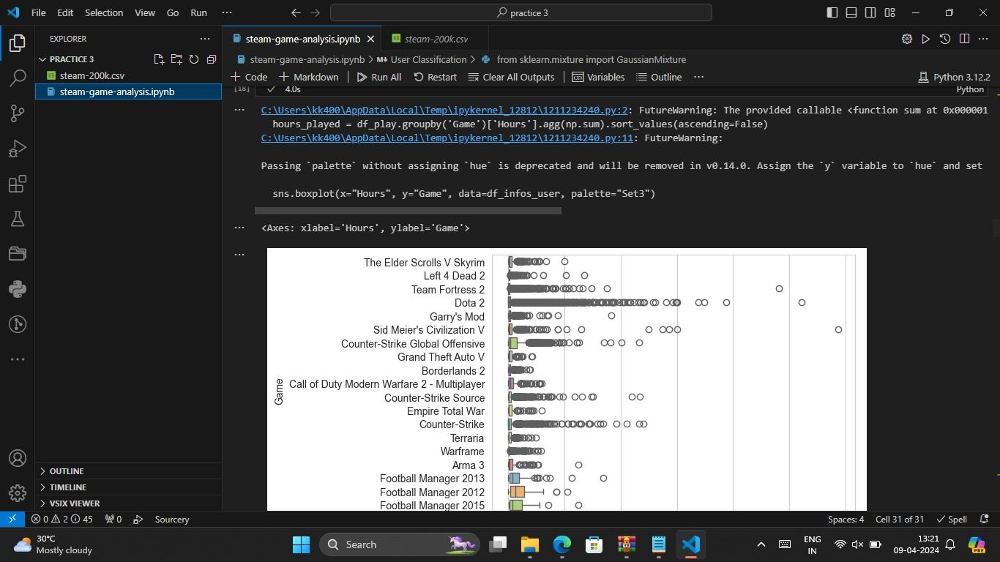 File Edit Selection View Go Run ··· practice 3
EXPLORER ···
PRACTICE 3
steam-200k.csv
steam-game-analysis.ipynb
OUTLINE
TIMELINE
VSIX VIEWER
steam-game-analysis.ipynb steam-200k.csv
steam-game-analysis.ipynb > M↓ User Classification > from sklearn.mixture import GaussianMixture
+ Code + Markdown Run All Restart Clear All Outputs Variables Outline ··· Python 3.12.2
[18] 4.0s Python
C:\Users\kk400\AppData\Local\Temp\ipykernel_12812\1211234240.py:2: FutureWarning: The provided callable <function sum at 0x000001
hours_played = df_play.groupby('Game')['Hours'].agg(np.sum).sort_values(ascending=False)
C:\Users\kk400\AppData\Local\Temp\ipykernel_12812\1211234240.py:11: FutureWarning:
Passing `palette` without assigning `hue` is deprecated and will be removed in v0.14.0. Assign the `y` variable to `hue` and set
sns.boxplot(x="Hours", y="Game", data=df_infos_user, palette="Set3")
<Axes: xlabel='Hours', ylabel='Game'>
The Elder Scrolls V Skyrim
Left 4 Dead 2
Team Fortress 2
Dota 2
Garry's Mod
Sid Meier's Civilization V
Counter-Strike Global Offensive
Grand Theft Auto V
Borderlands 2
Call of Duty Modern Warfare 2 - Multiplayer
Counter-Strike Source
Empire Total War
Counter-Strike
Terraria
Warframe
Arma 3
Football Manager 2013
Football Manager 2012
Football Manager 2015
Game
0 2 45 0 Sourcery Spaces: 4 Cell 31 of 31 Spell
30°C
Mostly cloudy
Search
ENG
IN
13:21
09-04-2024
PRE